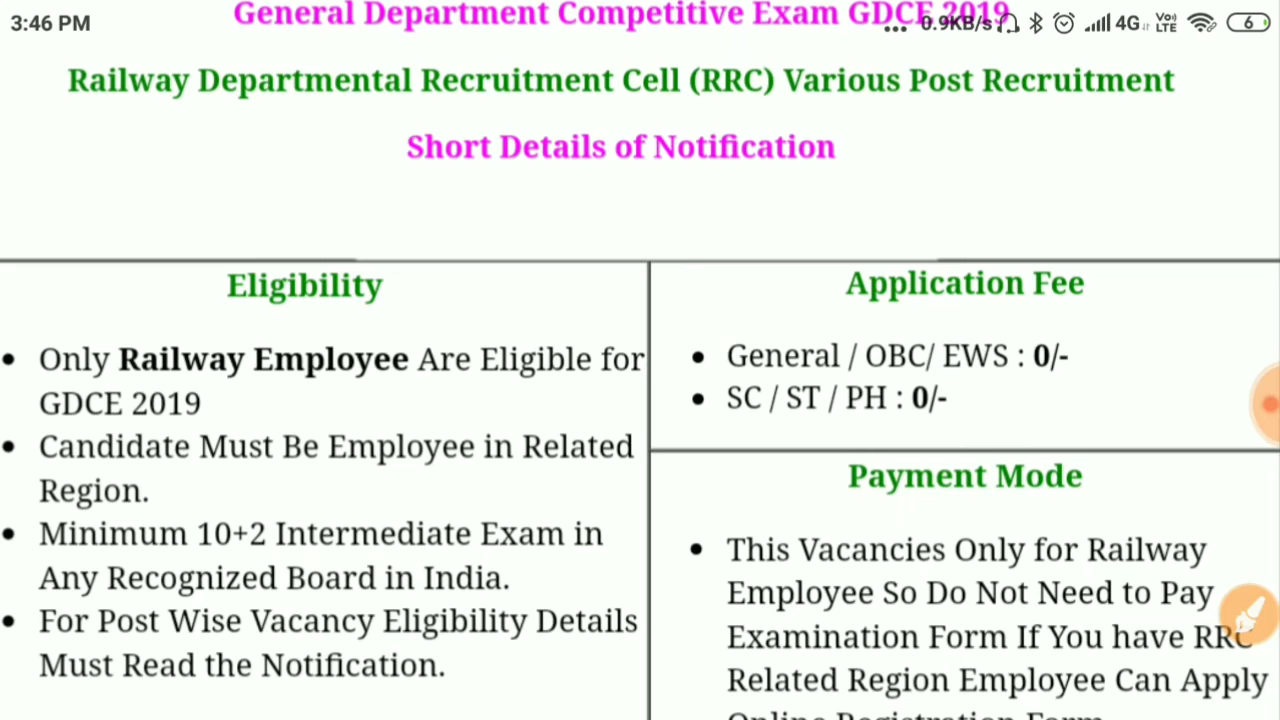 General Department Competitive Exam GDCE 2019
3:46 PM
0.9KB/s
4G
Vo))
LTE
6
Railway Departmental Recruitment Cell (RRC) Various Post Recruitment
Short Details of Notification
Eligibility
• Only Railway Employee Are Eligible for
GDCE 2019
• Candidate Must Be Employee in Related
Region.
• Minimum 10+2 Intermediate Exam in
Any Recognized Board in India.
• For Post Wise Vacancy Eligibility Details
Must Read the Notification.
Application Fee
• General / OBC/ EWS : 0/-
• SC / ST / PH : 0/-
Payment Mode
• This Vacancies Only for Railway
Employee So Do Not Need to Pay
Examination Form If You have RRC
Related Region Employee Can Apply
Online Registration Form